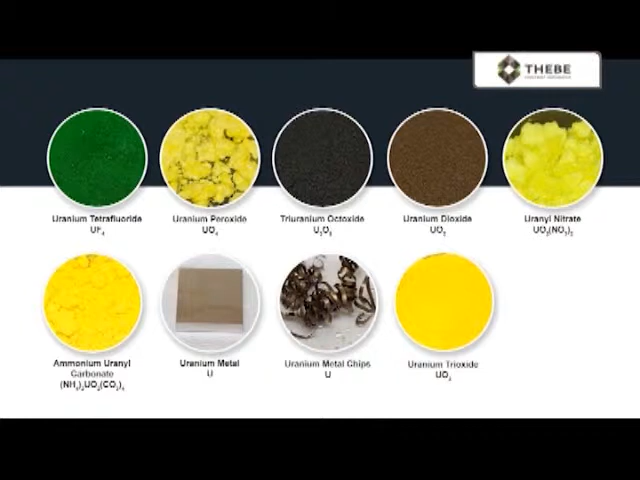 THEBE
Uranium Tetrafluoride
UF₄
Uranium Peroxide
UO₄
Triuranium Octoxide
U₃O₈
Uranium Dioxide
UO₂
Uranyl Nitrate
UO₂(NO₃)₂
Ammonium Uranyl
Carbonate
(NH₄)₄UO₂(CO₃)₃
Uranium Metal
U
Uranium Metal Chips
U
Uranium Trioxide
UO₃